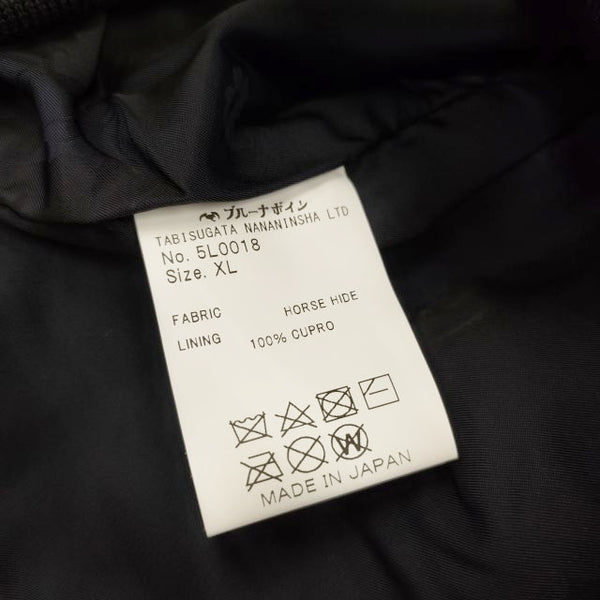 ブルーナボイン
TABISUGATA NANANINSHA LTD
No. 5L0018
Size. XL
FABRIC HORSE HIDE
LINING 100% CUPRO
W
MADE IN JAPAN